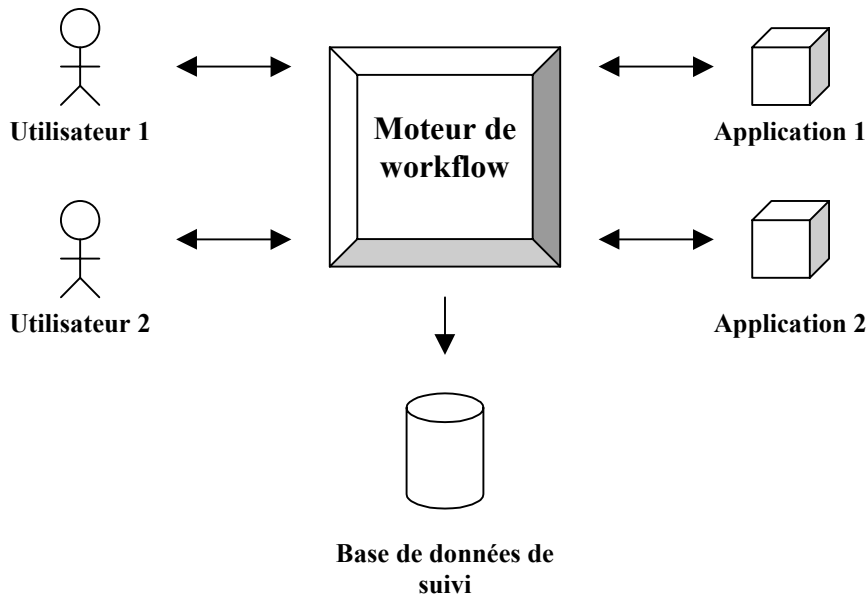 Utilisateur 1
Moteur de
workflow
Application 1
Utilisateur 2
Application 2
Base de données de
suivi